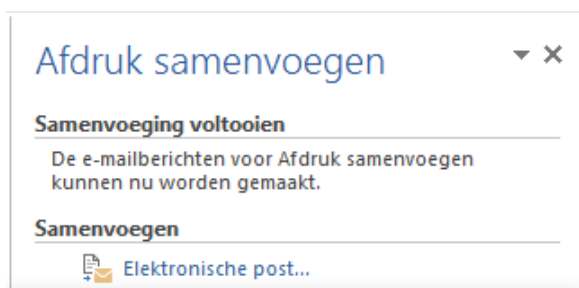 Afdruk samenvoegen
Samenvoeging voltooien
De e-mailberichten voor Afdruk samenvoegen
kunnen nu worden gemaakt.
Samenvoegen
Elektronische post...